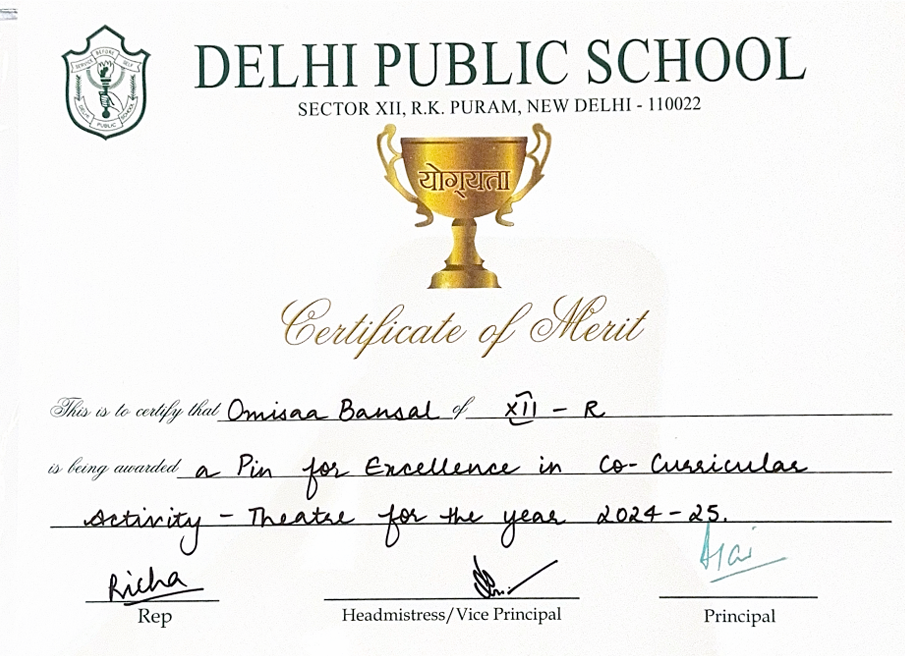 SERVICE BEFORE SELF
DELHI PUBLIC SCHOOL
DELHI PUBLIC SCHOOL
SECTOR XII, R.K. PURAM, NEW DELHI - 110022
योग्यता
Certificate of Merit
This is to certify that Omisaa Bansal of XII - R
is being awarded a Pin for Excellence in Co-Curricular
Activity - Theatre for the year 2024-25.
Richa
Rep
Headmistress/Vice Principal
Principal